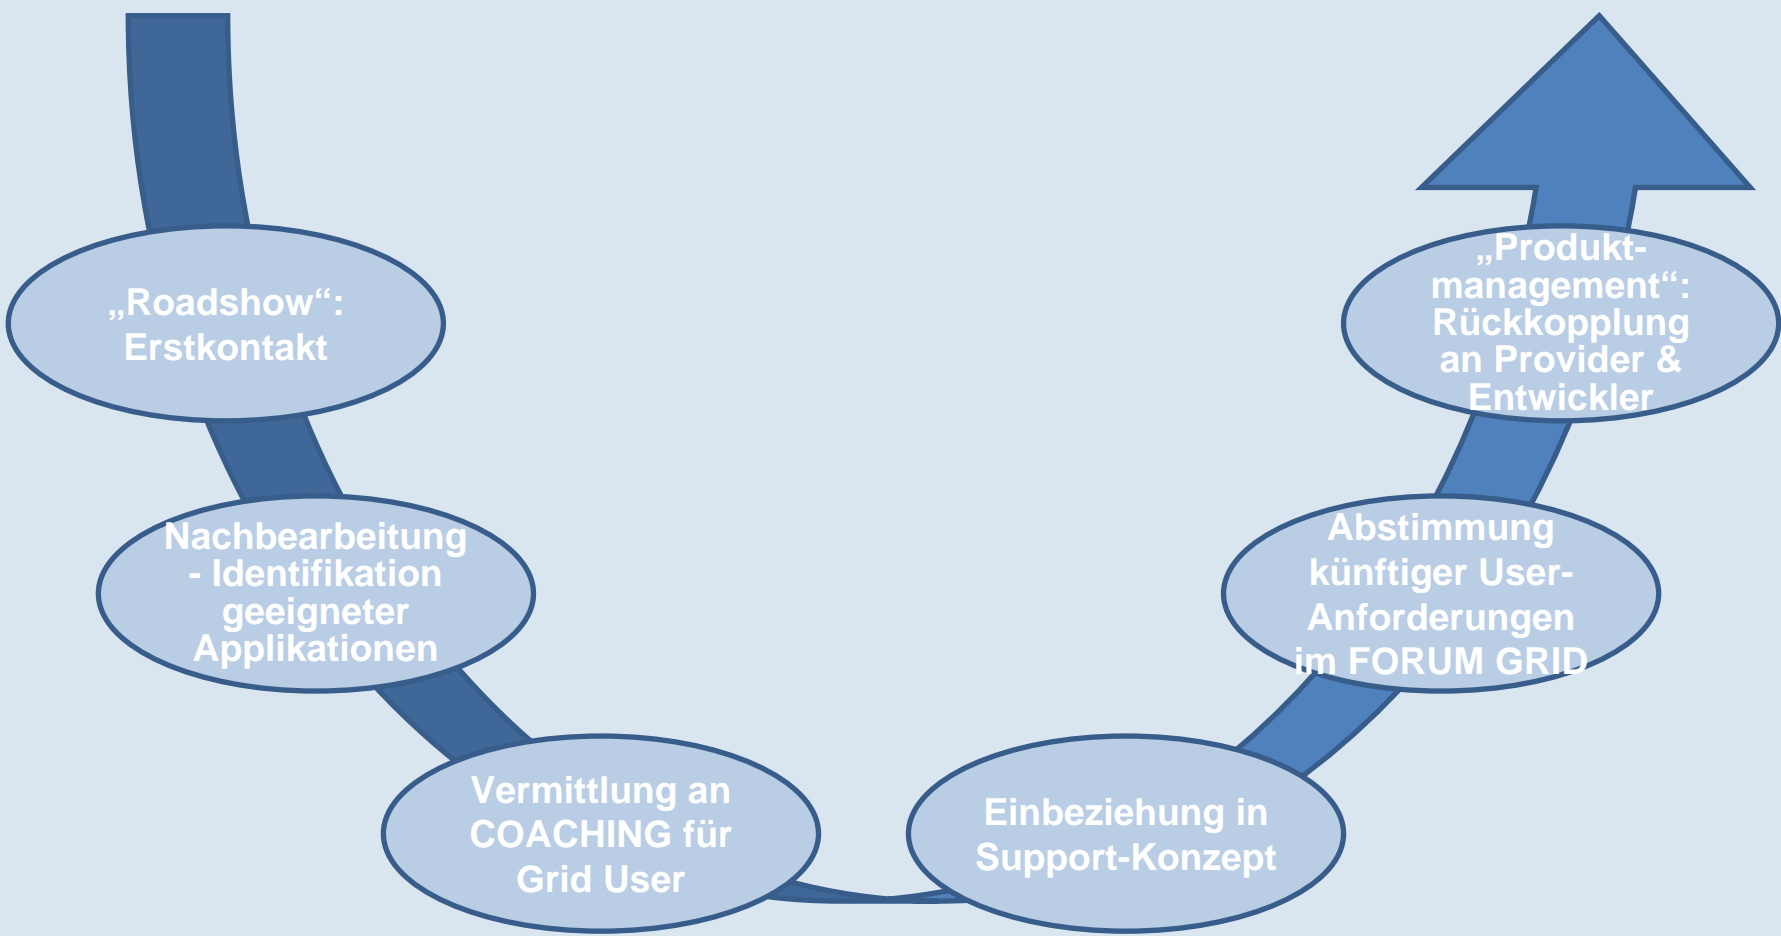 „Roadshow“:
Erstkontakt
Nachbearbeitung
- Identifikation
geeigneter
Applikationen
Vermittlung an
COACHING für
Grid User
Einbeziehung in
Support-Konzept
Abstimmung
künftiger User-
Anforderungen
im FORUM GRID
„Produkt-
management“:
Rückkopplung
an Provider &
Entwickler